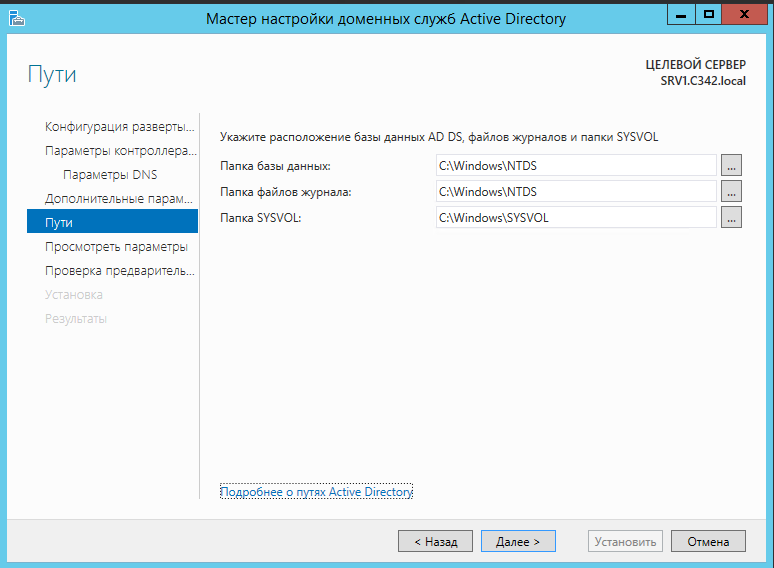 Мастер настройки доменных служб Active Directory
Пути
ЦЕЛЕВОЙ СЕРВЕР
SRV1.C342.local
Конфигурация разверты...
Параметры контроллера...
Параметры DNS
Дополнительные парам...
Пути
Просмотреть параметры
Проверка предваритель...
Установка
Результаты
Укажите расположение базы данных AD DS, файлов журналов и папки SYSVOL
Папка базы данных: C:\Windows\NTDS ...
Папка файлов журнала: C:\Windows\NTDS ...
Папка SYSVOL: C:\Windows\SYSVOL ...
Подробнее о путях Active Directory
< Назад Далее > Установить Отмена